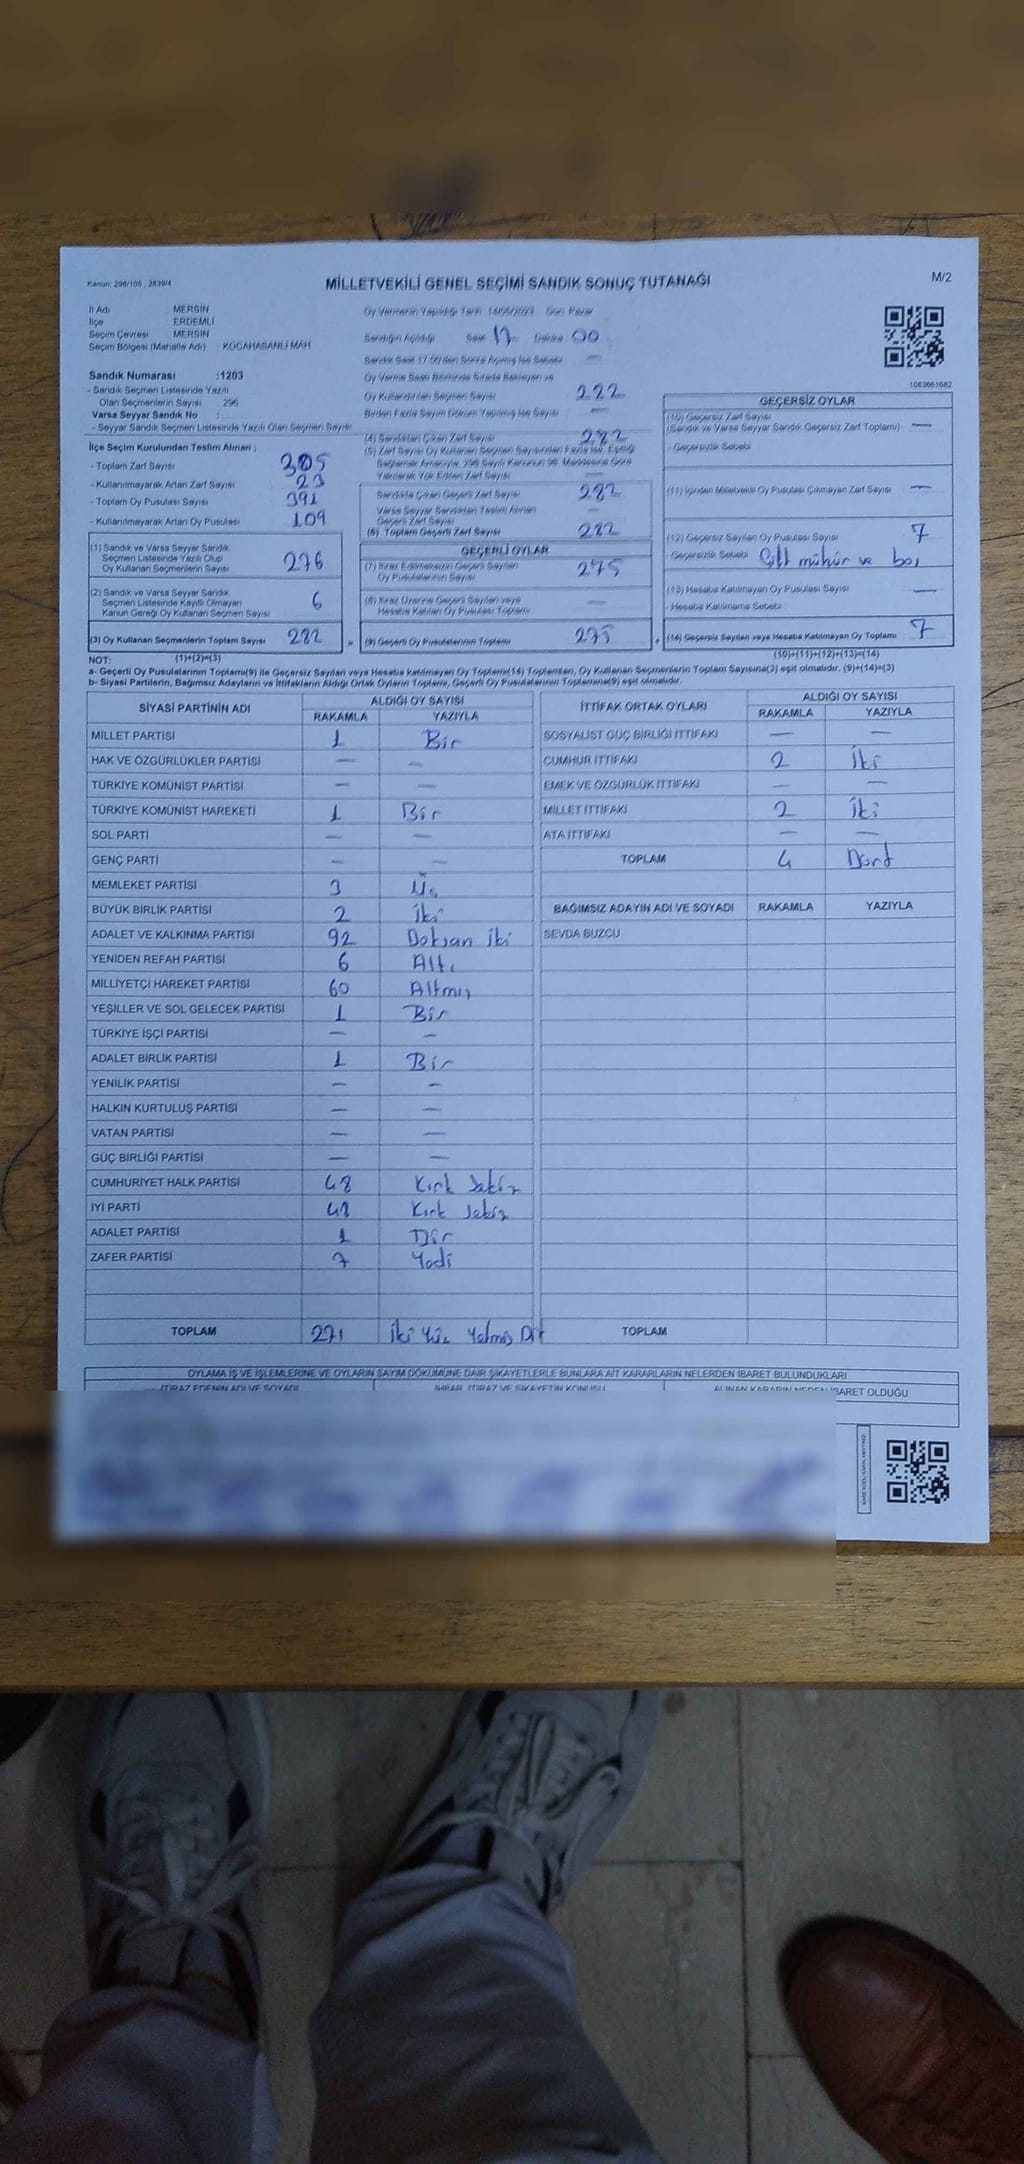 Kanun: 298/105 , 2839/4
MİLLETVEKİLİ GENEL SEÇİMİ SANDIK SONUÇ TUTANAĞI
M/2
İl Adı MERSİN
İlçe ERDEMLİ
Seçim Çevresi MERSİN
Seçim Bölgesi (Mahalle Adı) : KOCAHASANLI MAH
Sandık Numarası :1203
- Sandık Seçmen Listesinde Yazılı
Olan Seçmenlerin Sayısı : 296
Varsa Seyyar Sandık No :
- Seyyar Sandık Seçmen Listesinde Yazılı Olan Seçmen Sayısı
İlçe Seçim Kurulundan Teslim Alınan :
- Toplam Zarf Sayısı 305
- Kullanılmayarak Artan Zarf Sayısı 23
- Toplam Oy Pusulası Sayısı 391
- Kullanılmayarak Artan Oy Pusulası 109
(1) Sandık ve Varsa Seyyar Sandık
Seçmen Listesinde Yazılı Olup
Oy Kullanan Seçmenlerin Sayısı 276
(2) Sandık ve Varsa Seyyar Sandık
Seçmen Listesinde Kayıtlı Olmayan
Kanun Gereği Oy Kullanan Seçmen Sayısı 6
(3) Oy Kullanan Seçmenlerin Toplam Sayısı 282
(1)+(2)=(3)
Oy Vermenin Yapıldığı Tarih 14/05/2023 Gün Pazar
Sandığın Açıldığı Saat 17 Dakika 00
Sandık Saat 17.00'den Sonra Açılmış İse Sebebi —
Oy Verme Saati Bitiminde Sırada Bekleyen ve
Oy Kullandırılan Seçmen Sayısı 282
Birden Fazla Sayım Döküm Yapılmış İse Sayısı —
(4) Sandıktan Çıkan Zarf Sayısı 282
(5) Zarf Sayısı Oy Kullanan Seçmen Sayısından Fazla İse, Eşitliği
Sağlamak Amacıyla, 298 Sayılı Kanunun 98. Maddesine Göre
Yakılarak Yok Edilen Zarf Sayısı —
Sandıkta Çıkan Geçerli Zarf Sayısı 282
Varsa Seyyar Sandıktan Teslim Alınan
Geçerli Zarf Sayısı —
(6) Toplam Geçerli Zarf Sayısı 282
GEÇERLİ OYLAR
(7) İtiraz Edilmeksizin Geçerli Sayılan
Oy Pusulalarının Sayısı 275
(8) İtiraz Üzerine Geçerli Sayılan veya
Hesaba Katılan Oy Pusulası Toplamı —
(9) Geçerli Oy Pusulalarının Toplamı 275
1083661682
GEÇERSİZ OYLAR
(10) Geçersiz Zarf Sayısı
(Sandık ve Varsa Seyyar Sandık Geçersiz Zarf Toplamı) —
- Geçersizlik Sebebi
(11) İçinden Milletvekili Oy Pusulası Çıkmayan Zarf Sayısı —
(12) Geçersiz Sayılan Oy Pusulası Sayısı 7
- Geçersizlik Sebebi Çift mühür ve boş
(13) Hesaba Katılmayan Oy Pusulası Sayısı —
- Hesaba Katılmama Sebebi
(14) Geçersiz Sayılan veya Hesaba Katılmayan Oy Toplamı 7
(10)+(11)+(12)+(13)=(14)
NOT:
a- Geçerli Oy Pusulalarının Toplamı(9) ile Geçersiz Sayılan veya Hesaba katılmayan Oy Toplamı(14) Toplamları, Oy Kullanan Seçmenlerin Toplam Sayısına(3) eşit olmalıdır. (9)+(14)=(3)
b- Siyasi Partilerin, Bağımsız Adayların ve İttifakların Aldığı Ortak Oyların Toplamı, Geçerli Oy Pusulalarının Toplamına(9) eşit olmalıdır.
SİYASİ PARTİNİN ADI ALDIĞI OY SAYISI
RAKAMLA YAZIYLA
MİLLET PARTİSİ 1 Bir
HAK VE ÖZGÜRLÜKLER PARTİSİ — —
TÜRKİYE KOMÜNİST PARTİSİ — —
TÜRKİYE KOMÜNİST HAREKETİ 1 Bir
SOL PARTİ — —
GENÇ PARTİ — —
MEMLEKET PARTİSİ 3 Üç
BÜYÜK BİRLİK PARTİSİ 2 İki
ADALET VE KALKINMA PARTİSİ 92 Doksan iki
YENİDEN REFAH PARTİSİ 6 Altı
MİLLİYETÇİ HAREKET PARTİSİ 60 Altmış
YEŞİLLER VE SOL GELECEK PARTİSİ 1 Bir
TÜRKİYE İŞÇİ PARTİSİ — —
ADALET BİRLİK PARTİSİ 1 Bir
YENİLİK PARTİSİ — —
HALKIN KURTULUŞ PARTİSİ — —
VATAN PARTİSİ — —
GÜÇ BİRLİĞİ PARTİSİ — —
CUMHURİYET HALK PARTİSİ 48 Kırk sekiz
İYİ PARTİ 48 Kırk sekiz
ADALET PARTİSİ 1 Bir
ZAFER PARTİSİ 7 Yedi
TOPLAM 271 İki Yüz Yetmiş Bir
İTTİFAK ORTAK OYLARI ALDIĞI OY SAYISI
RAKAMLA YAZIYLA
SOSYALİST GÜÇ BİRLİĞİ İTTİFAKI — —
CUMHUR İTTİFAKI 2 İki
EMEK VE ÖZGÜRLÜK İTTİFAKI — —
MİLLET İTTİFAKI 2 İki
ATA İTTİFAKI — —
TOPLAM 4 Dört
BAĞIMSIZ ADAYIN ADI VE SOYADI RAKAMLA YAZIYLA
SEVDA BUZCU
TOPLAM
OYLAMA İŞ VE İŞLEMLERİNE VE OYLARIN SAYIM DÖKÜMÜNE DAİR ŞİKAYETLERLE BUNLARA AİT KARARLARIN NELERDEN İBARET BULUNDUKLARI
İTİRAZ EDENİN ADI VE SOYADI İHBAR, İTİRAZ VE ŞİKAYETİN KONUSU ALINAN KARARIN NEDEN İBARET OLDUĞU